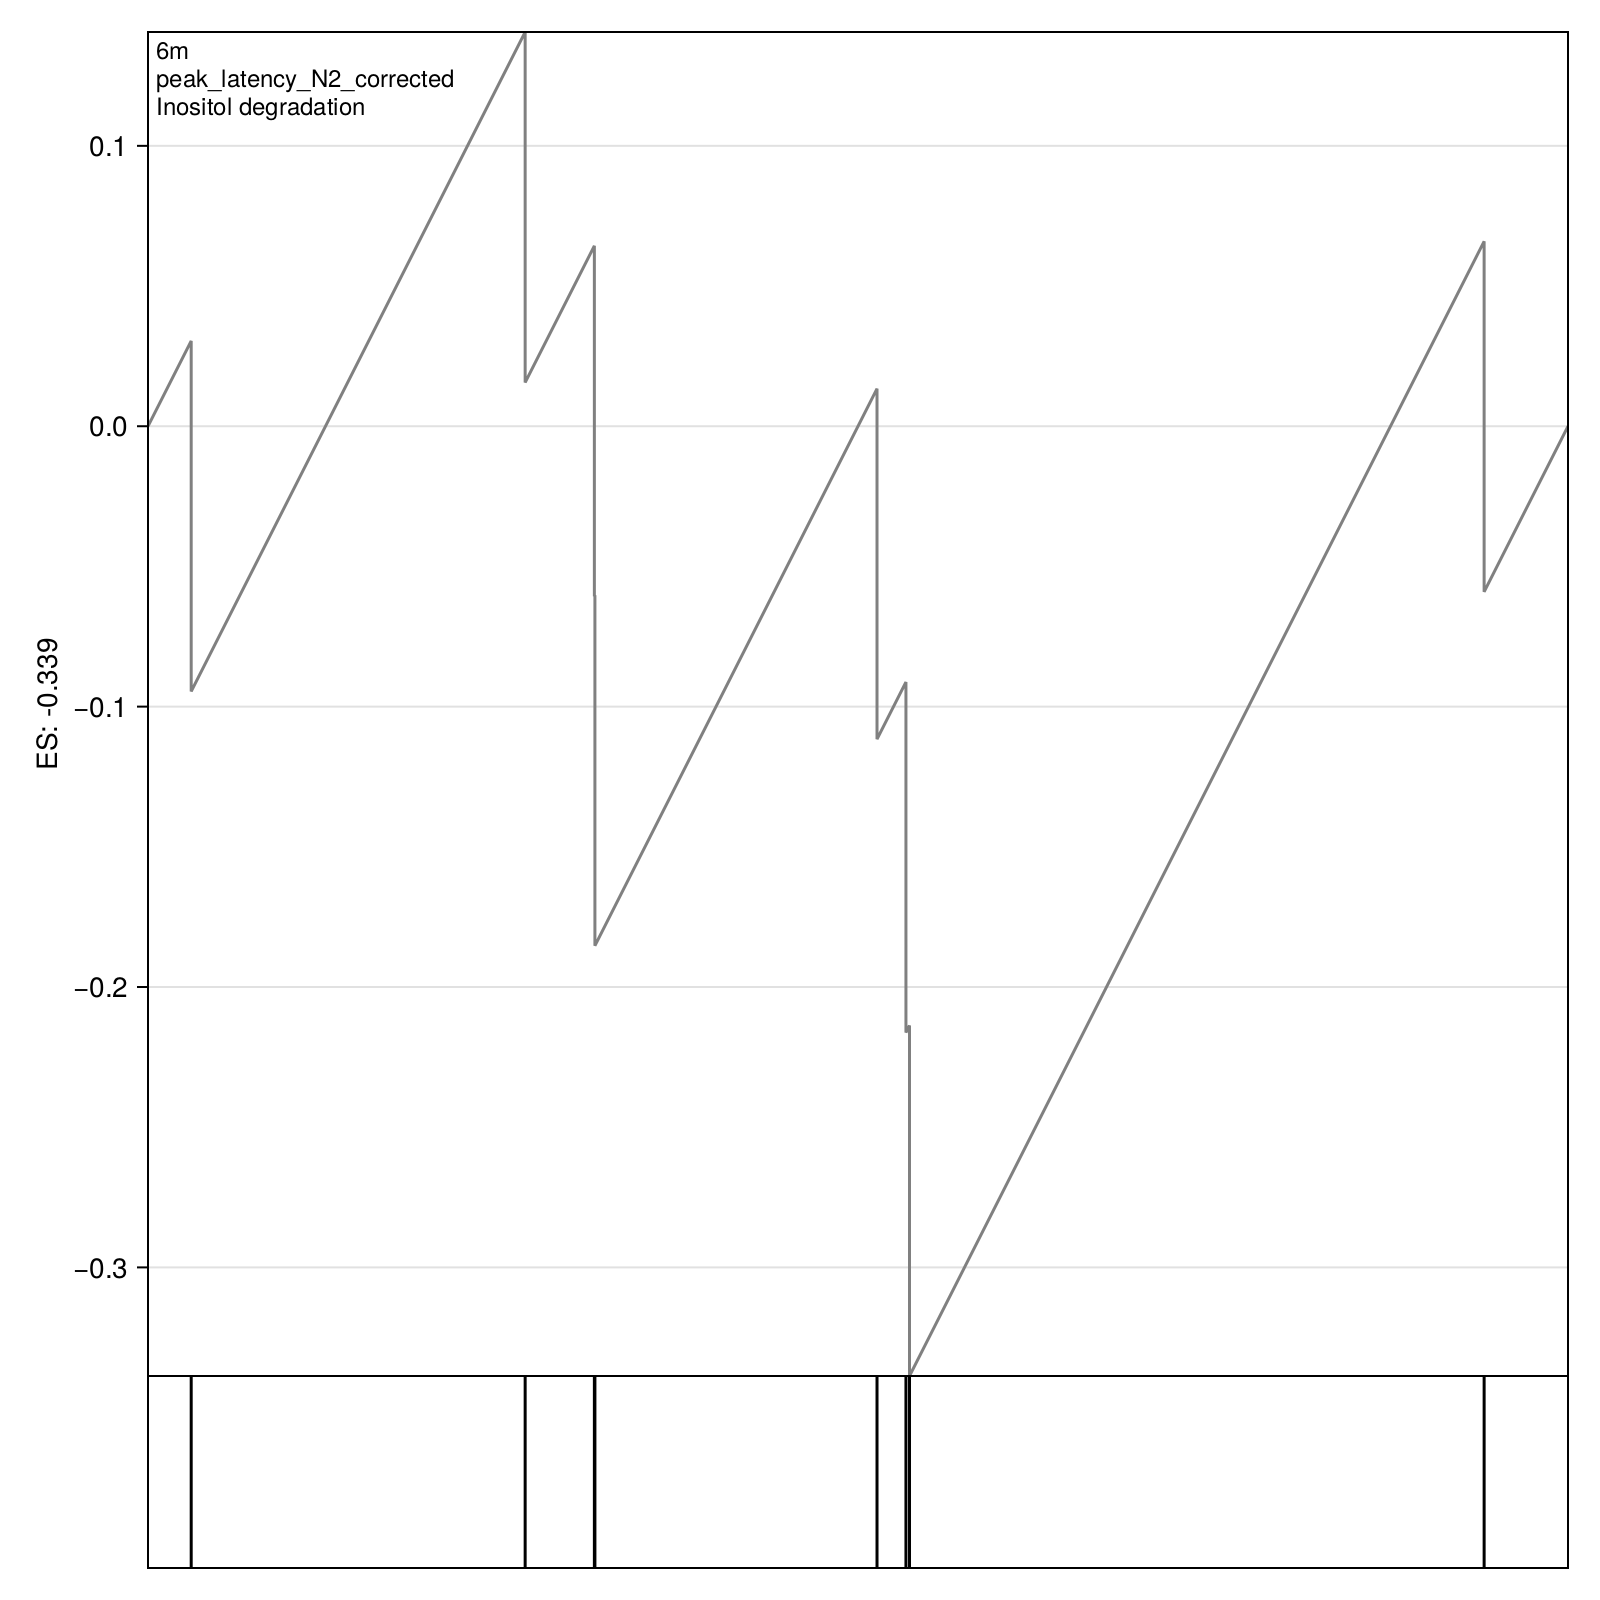 6m
peak_latency_N2_corrected
Inositol degradation
0.1
0.0
−0.1
−0.2
−0.3
ES: -0.339